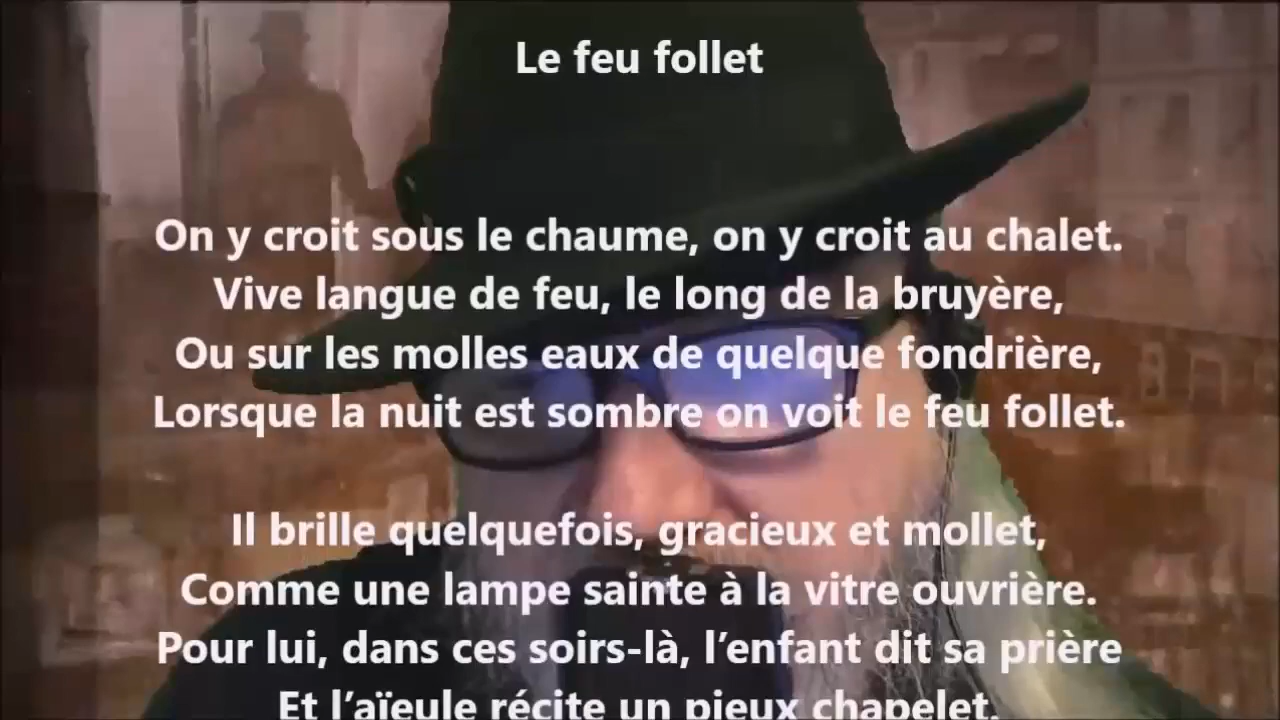 Le feu follet
On y croit sous le chaume, on y croit au chalet.
Vive langue de feu, le long de la bruyère,
Ou sur les molles eaux de quelque fondrière,
Lorsque la nuit est sombre on voit le feu follet.
Il brille quelquefois, gracieux et mollet,
Comme une lampe sainte à la vitre ouvrière.
Pour lui, dans ces soirs-là, l’enfant dit sa prière
Et l’aïeule récite un pieux chapelet.